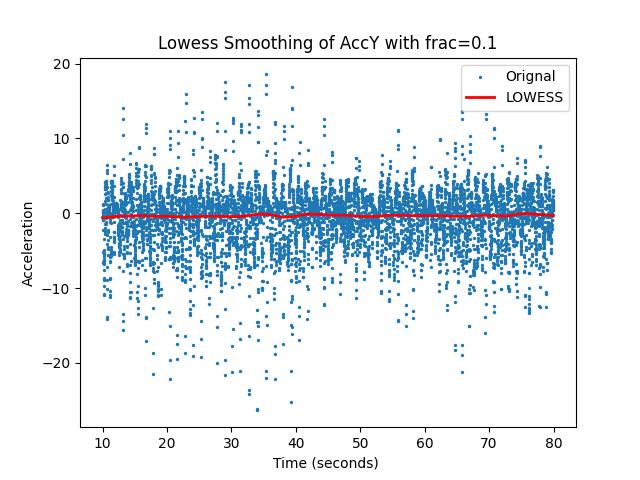 Lowess Smoothing of AccY with frac=0.1
Orignal
LOWESS
20
10
0
−10
−20
Acceleration
10 20 30 40 50 60 70 80
Time (seconds)